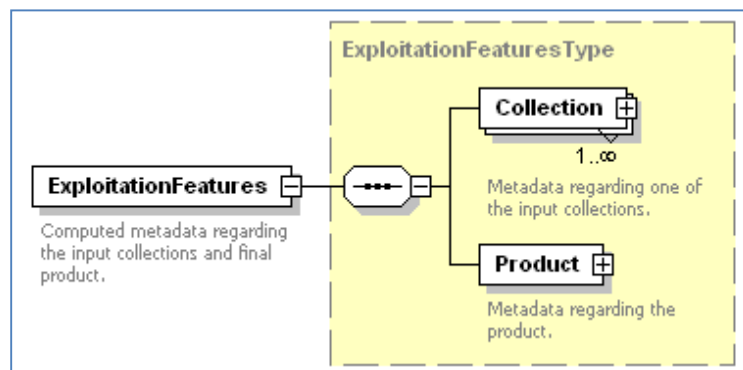 ExploitationFeaturesType
Collection
1..∞
Metadata regarding one of
the input collections.
ExploitationFeatures
Computed metadata regarding
the input collections and final
product.
Product
Metadata regarding the
product.